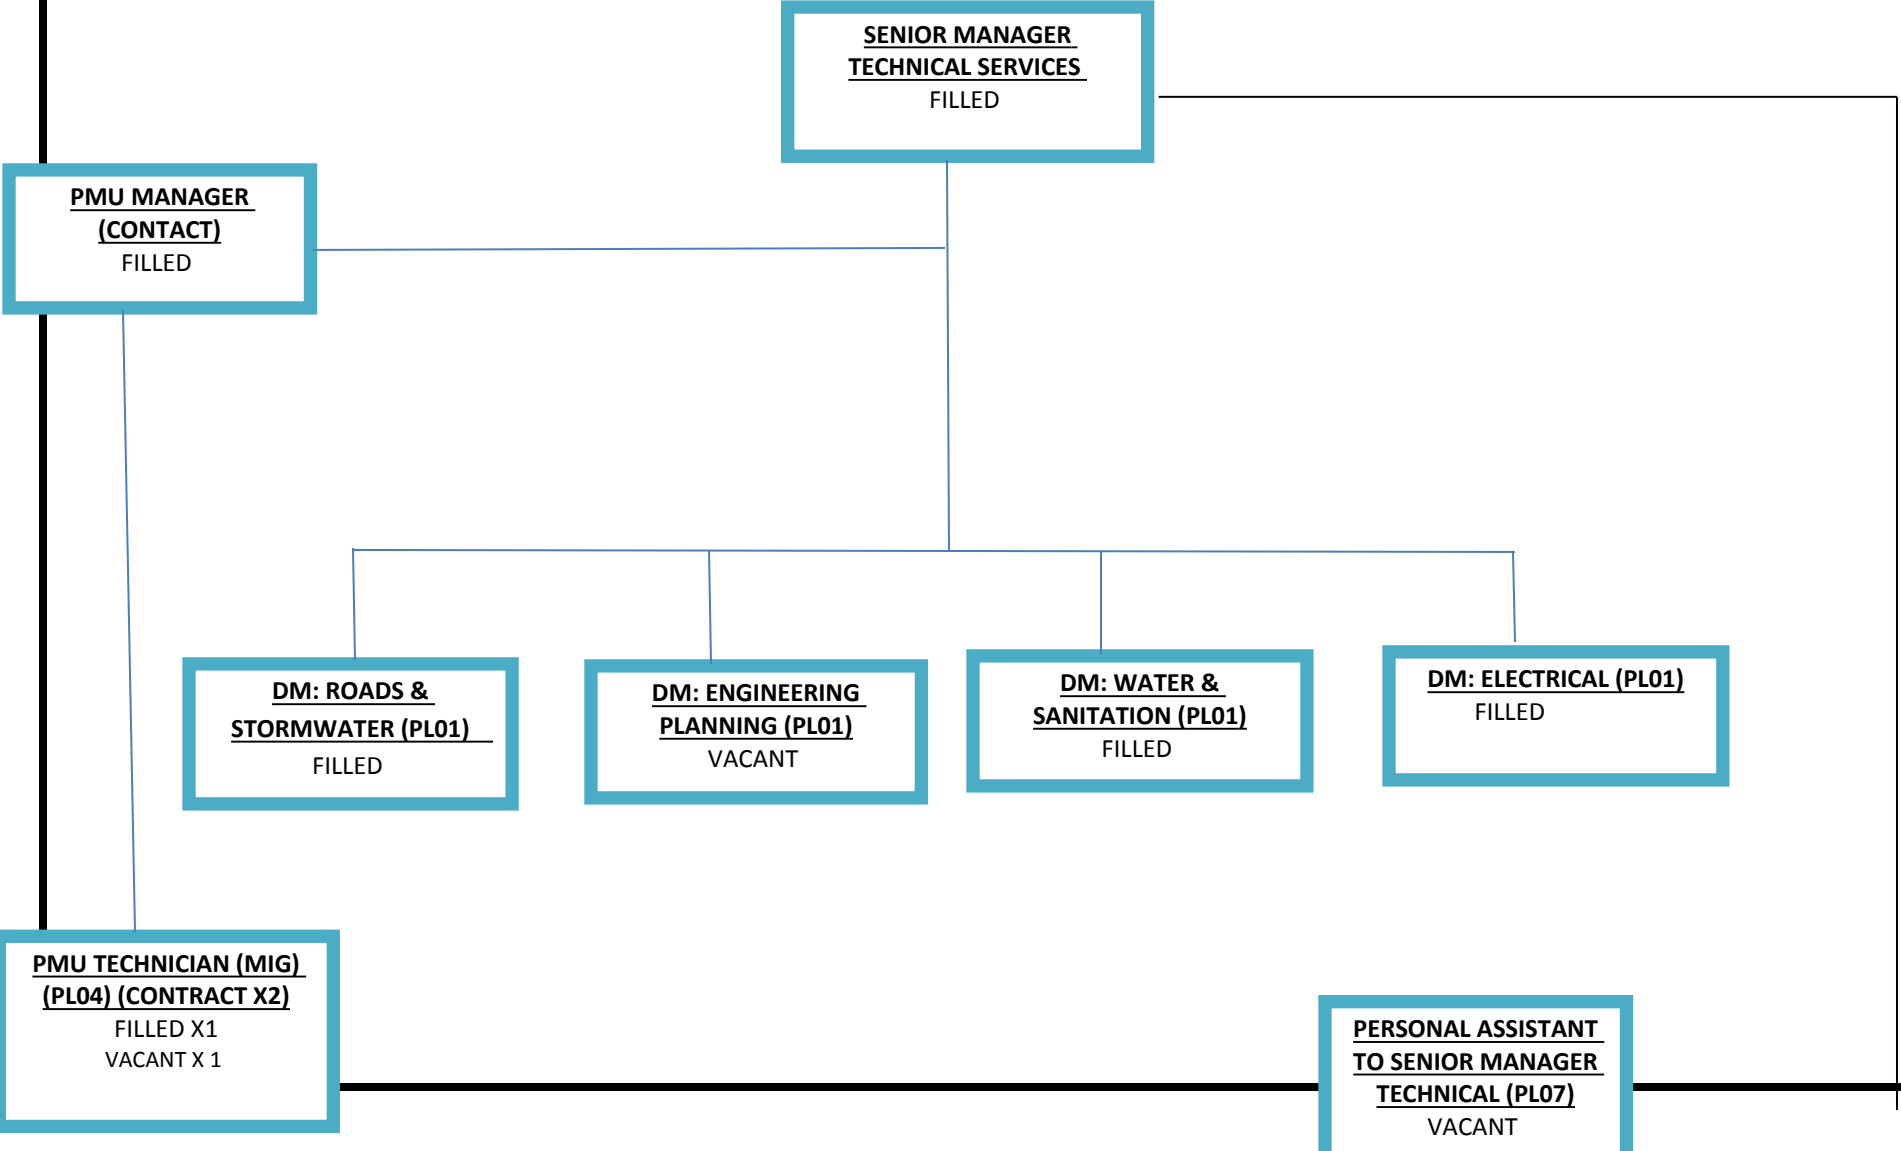 SENIOR MANAGER
TECHNICAL SERVICES
FILLED
PMU MANAGER
(CONTACT)
FILLED
DM: ROADS &
STORMWATER (PL01)
FILLED
DM: ENGINEERING
PLANNING (PL01)
VACANT
DM: WATER &
SANITATION (PL01)
FILLED
DM: ELECTRICAL (PL01)
FILLED
PMU TECHNICIAN (MIG)
(PL04) (CONTRACT X2)
FILLED X1
VACANT X 1
PERSONAL ASSISTANT
TO SENIOR MANAGER
TECHNICAL (PL07)
VACANT